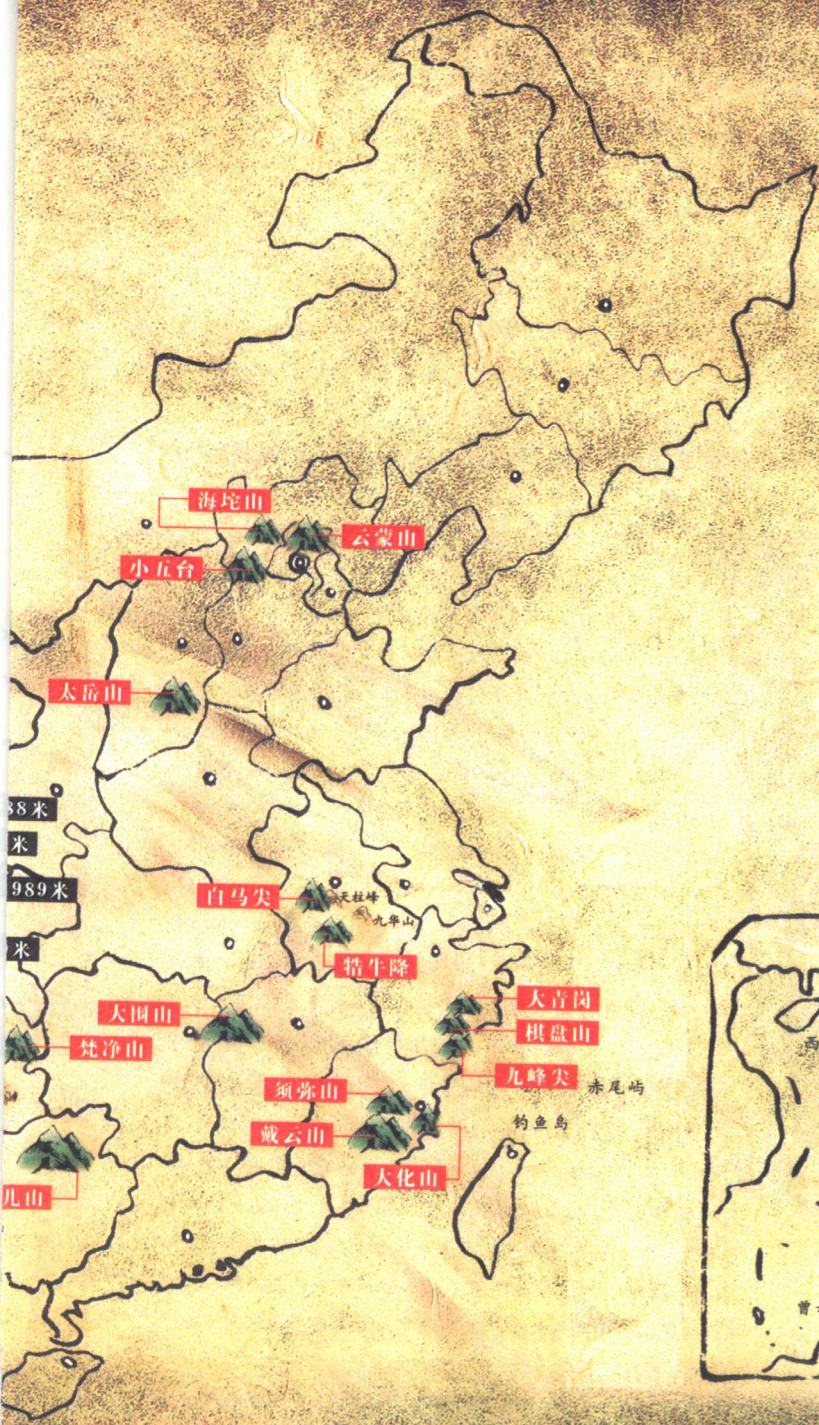 海坨山
云蒙山
小五台
太岳山
88米
米
989米
白马尖
天柱峰
九华山
米
牯牛降
大青岗
大围山
棋盘山
梵净山
九峰尖
须弥山
赤尾屿
钓鱼岛
戴云山
大化山
儿山
西
曾